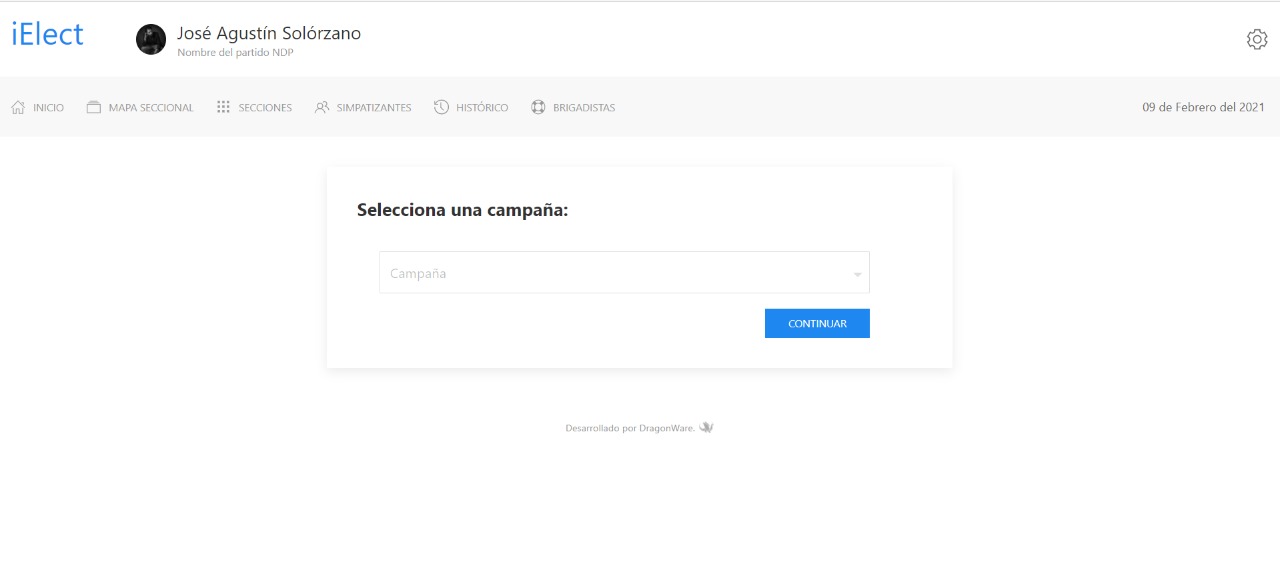 iElect
José Agustín Solórzano
Nombre del partido NDP
INICIO MAPA SECCIONAL SECCIONES SIMPATIZANTES HISTÓRICO BRIGADISTAS 09 de Febrero del 2021
Selecciona una campaña:
Campaña
CONTINUAR
Desarrollado por DragonWare.